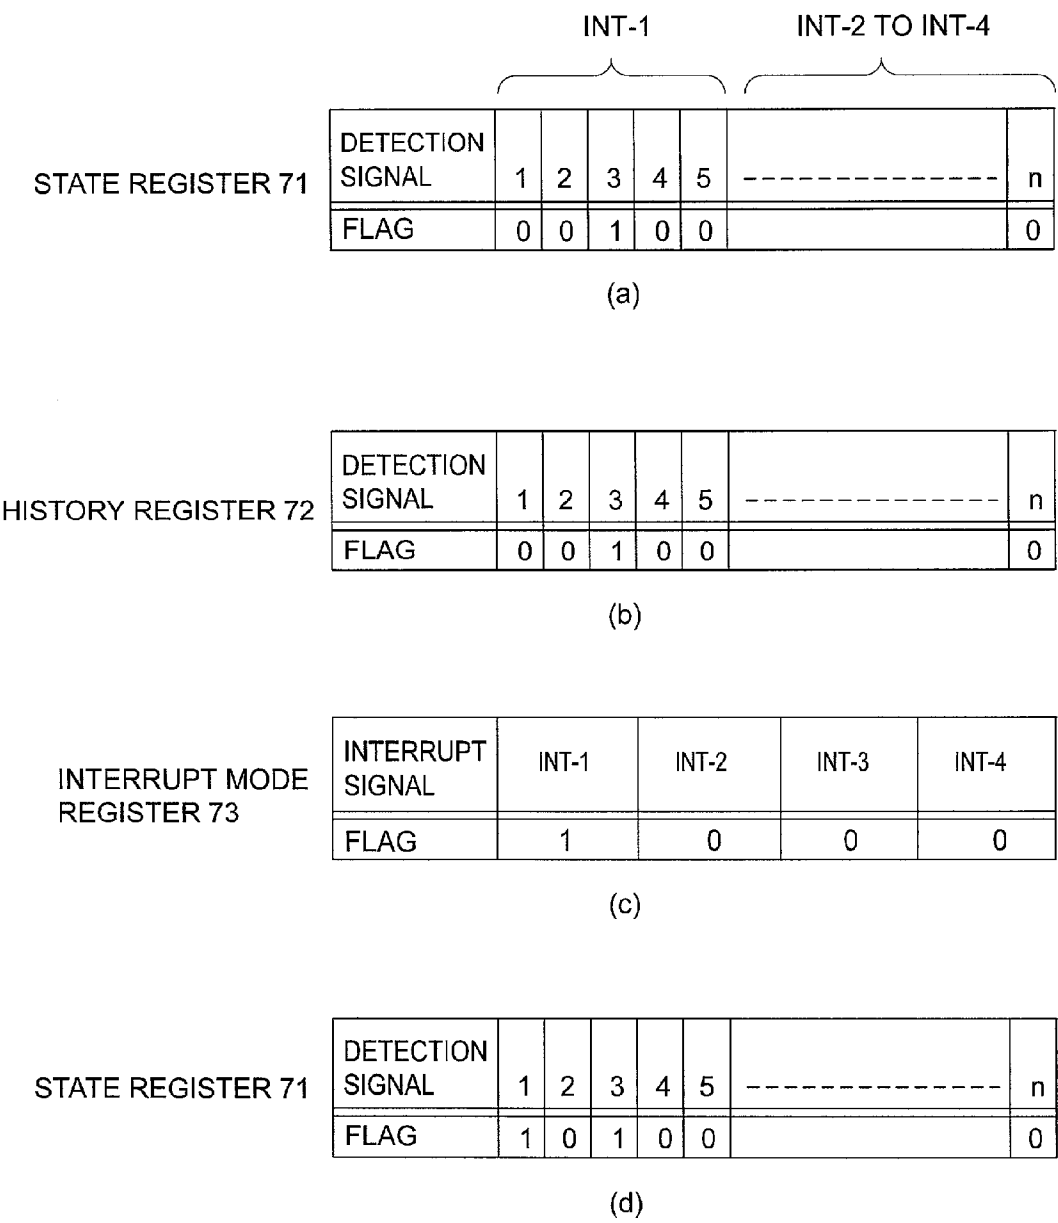 INT-1 INT-2 TO INT-4
STATE REGISTER 71
DETECTION
SIGNAL 1 2 3 4 5 n
FLAG 0 0 1 0 0 0
(a)
HISTORY REGISTER 72
DETECTION
SIGNAL 1 2 3 4 5 n
FLAG 0 0 1 0 0 0
(b)
INTERRUPT MODE
REGISTER 73
INTERRUPT
SIGNAL INT-1 INT-2 INT-3 INT-4
FLAG 1 0 0 0
(c)
STATE REGISTER 71
DETECTION
SIGNAL 1 2 3 4 5 n
FLAG 1 0 1 0 0 0
(d)